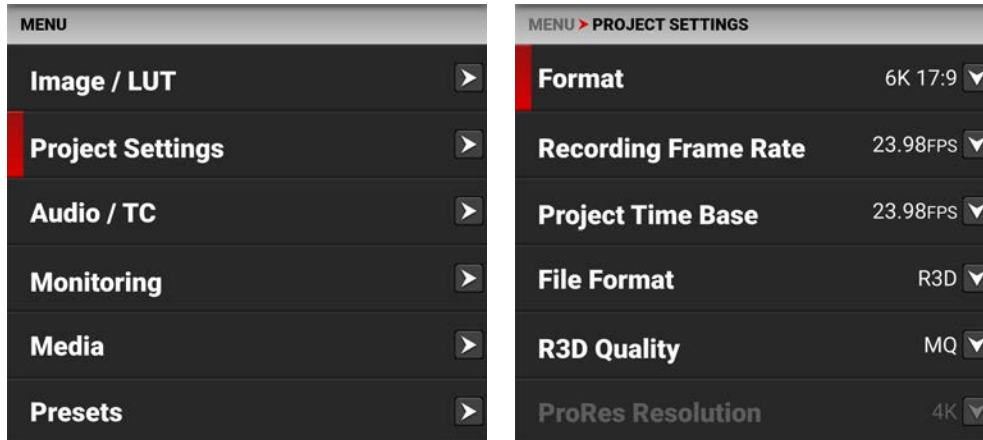 MENU
Image / LUT
Project Settings
Audio / TC
Monitoring
Media
Presets
MENU > PROJECT SETTINGS
Format 6K 17:9
Recording Frame Rate 23.98FPS
Project Time Base 23.98FPS
File Format R3D
R3D Quality MQ
ProRes Resolution 4K